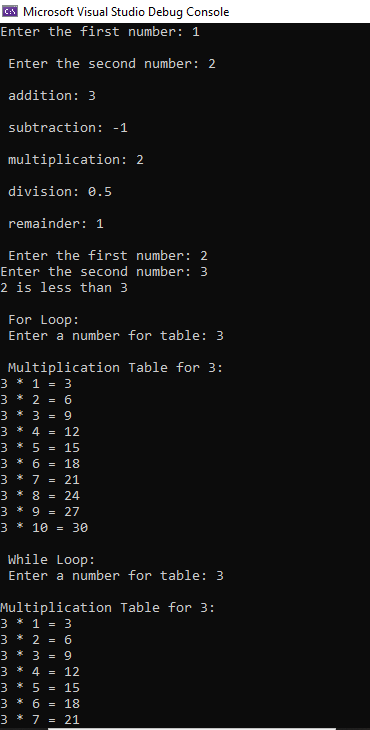 Microsoft Visual Studio Debug Console
Enter the first number: 1
Enter the second number: 2
addition: 3
subtraction: -1
multiplication: 2
division: 0.5
remainder: 1
Enter the first number: 2
Enter the second number: 3
2 is less than 3
For Loop:
Enter a number for table: 3
Multiplication Table for 3:
3 * 1 = 3
3 * 2 = 6
3 * 3 = 9
3 * 4 = 12
3 * 5 = 15
3 * 6 = 18
3 * 7 = 21
3 * 8 = 24
3 * 9 = 27
3 * 10 = 30
While Loop:
Enter a number for table: 3
Multiplication Table for 3:
3 * 1 = 3
3 * 2 = 6
3 * 3 = 9
3 * 4 = 12
3 * 5 = 15
3 * 6 = 18
3 * 7 = 21